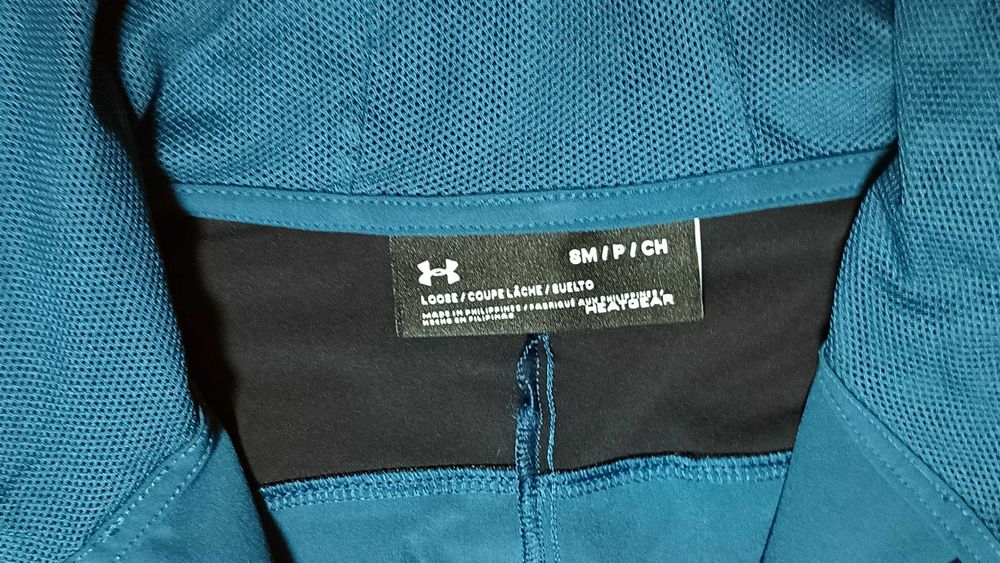 SM / P / CH
LOOSE / COUPE LÂCHE / SUELTO
MADE IN PHILIPPINES / FABRIQUÉ AUX PHILIPPINES /
HECHO EN FILIPINAS
HEATGEAR